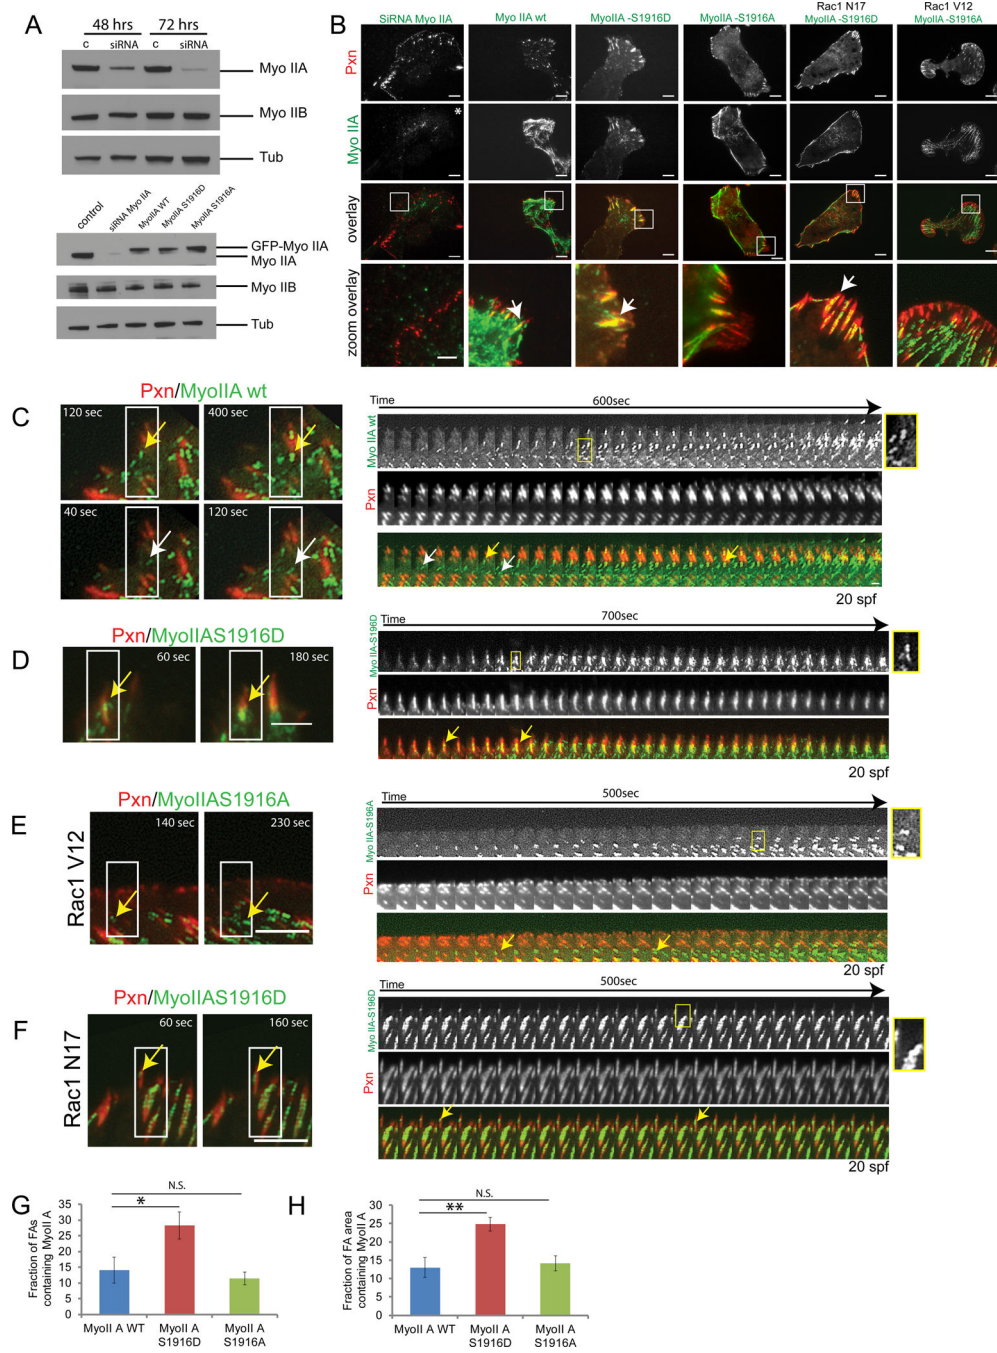 A
48 hrs 72 hrs
c siRNA c siRNA
Myo IIA
Myo IIB
Tub
control siRNA Myo IIA MyoIIA WT MyoIIA S1916D MyoIIA S1916A
GFP-Myo IIA
Myo IIA
Myo IIB
Tub
B
SiRNA Myo IIA Myo IIA wt MyoIIA -S1916D MyoIIA -S1916A Rac1 N17 MyoIIA -S1916D Rac1 V12 MyoIIA -S1916A
Pxn
Myo IIA
*
overlay
zoom overlay
C
Pxn/MyoIIA wt
120 sec 400 sec
40 sec 120 sec
Time 600sec
Myo IIA wt
Pxn
20 spf
D
Pxn/MyoIIAS1916D
60 sec 180 sec
Time 700sec
Myo IIA-S196D
Pxn
20 spf
E
Pxn/MyoIIAS1916A
Rac1 V12
140 sec 230 sec
Time 500sec
Myo IIA-S196A
Pxn
20 spf
F
Pxn/MyoIIAS1916D
Rac1 N17
60 sec 160 sec
Time 500sec
Myo IIA-S196D
Pxn
20 spf
G
Fraction of FAs
containing MyoII A
35
30
25
20
15
10
5
0
N.S.
*
MyoII A WT MyoII A S1916D MyoII A S1916A
H
Fraction of FA area
containing MyoII A
30
25
20
15
10
5
0
N.S.
**
MyoII A WT MyoII A S1916D MyoII A S1916A